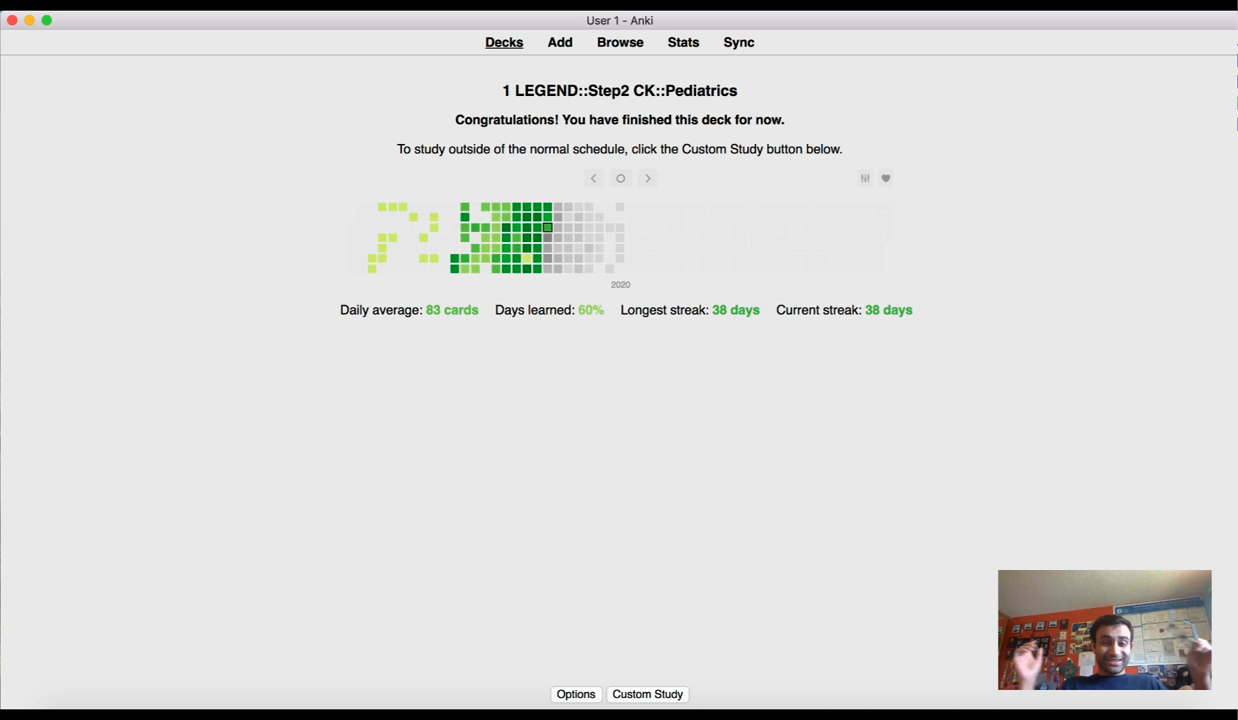 User 1 - Anki
Decks Add Browse Stats Sync
1 LEGEND::Step2 CK::Pediatrics
Congratulations! You have finished this deck for now.
To study outside of the normal schedule, click the Custom Study button below.
2020
Daily average: 83 cards Days learned: 60% Longest streak: 38 days Current streak: 38 days
Options Custom Study